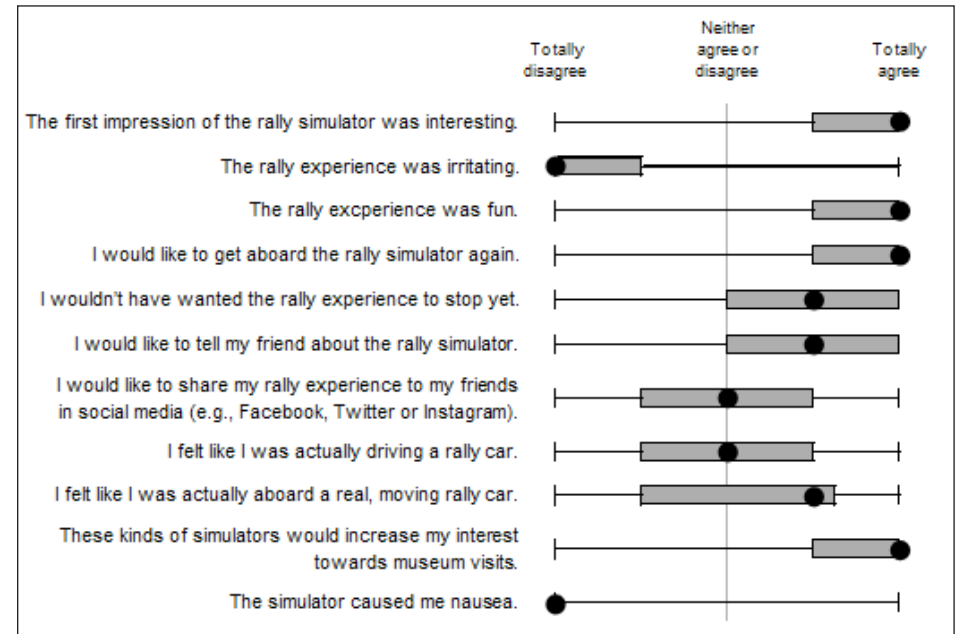 Neither
Totally agree or Totally
disagree disagree agree
The first impression of the rally simulator was interesting.
The rally experience was irritating.
The rally excperience was fun.
I would like to get aboard the rally simulator again.
I wouldn't have wanted the rally experience to stop yet.
I would like to tell my friend about the rally simulator.
I would like to share my rally experience to my friends
in social media (e.g., Facebook, Twitter or Instagram).
I felt like I was actually driving a rally car.
I felt like I was actually aboard a real, moving rally car.
These kinds of simulators would increase my interest
towards museum visits.
The simulator caused me nausea.